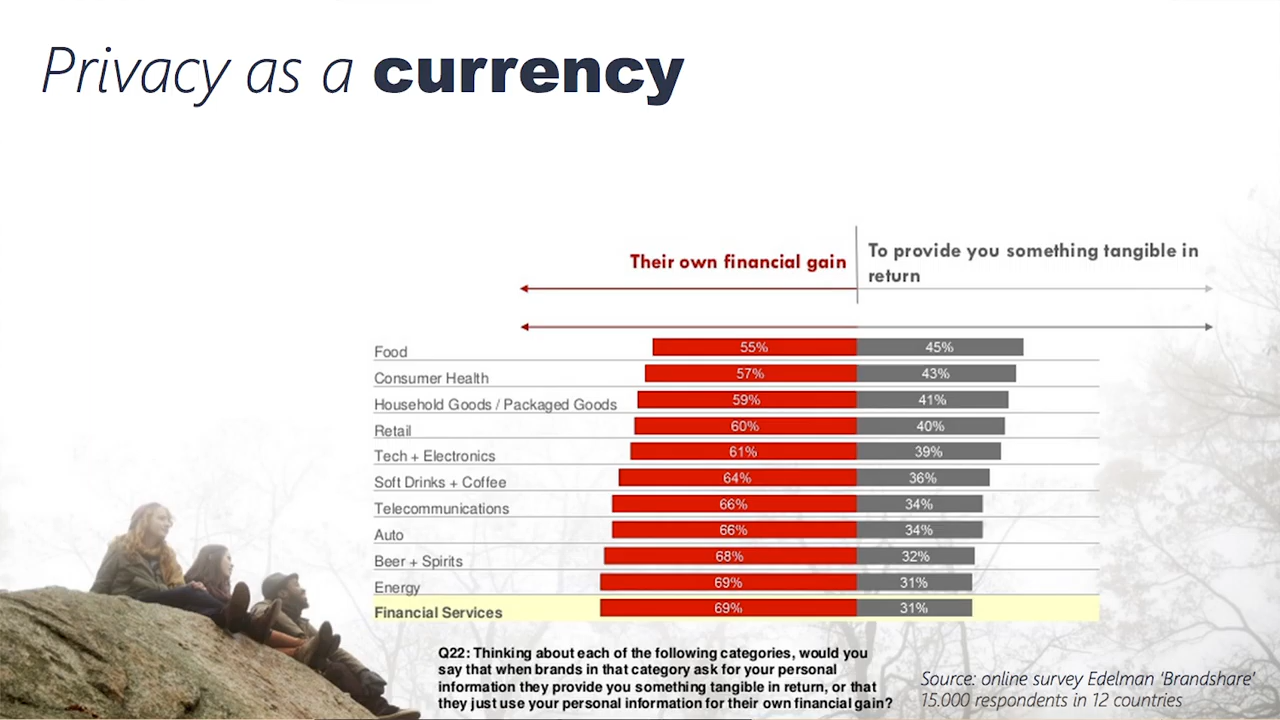 Privacy as a currency
Their own financial gain
To provide you something tangible in
return
Food 55% 45%
Consumer Health 57% 43%
Household Goods / Packaged Goods 59% 41%
Retail 60% 40%
Tech + Electronics 61% 39%
Soft Drinks + Coffee 64% 36%
Telecommunications 66% 34%
Auto 66% 34%
Beer + Spirits 68% 32%
Energy 69% 31%
Financial Services 69% 31%
Q22: Thinking about each of the following categories, would you
say that when brands in that category ask for your personal
information they provide you something tangible in return, or that
they just use your personal information for their own financial gain?
Source: online survey Edelman 'Brandshare'
15.000 respondents in 12 countries